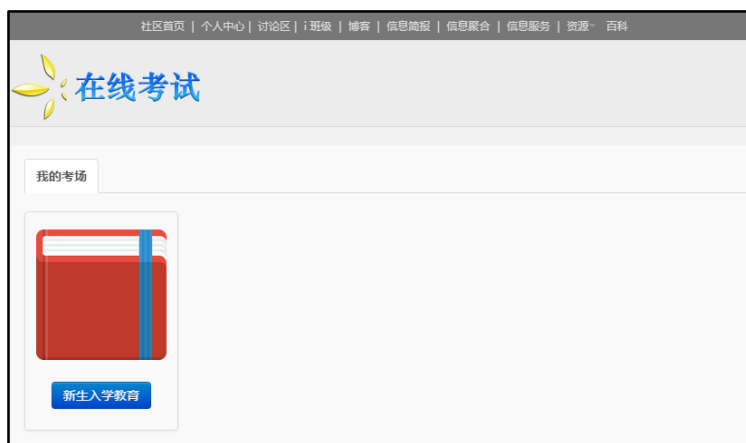 社区首页 | 个人中心 | 讨论区 | i 班级 | 博客 | 信息简报 | 信息聚合 | 信息服务 | 资源 百科
在线考试
我的考场
新生入学教育